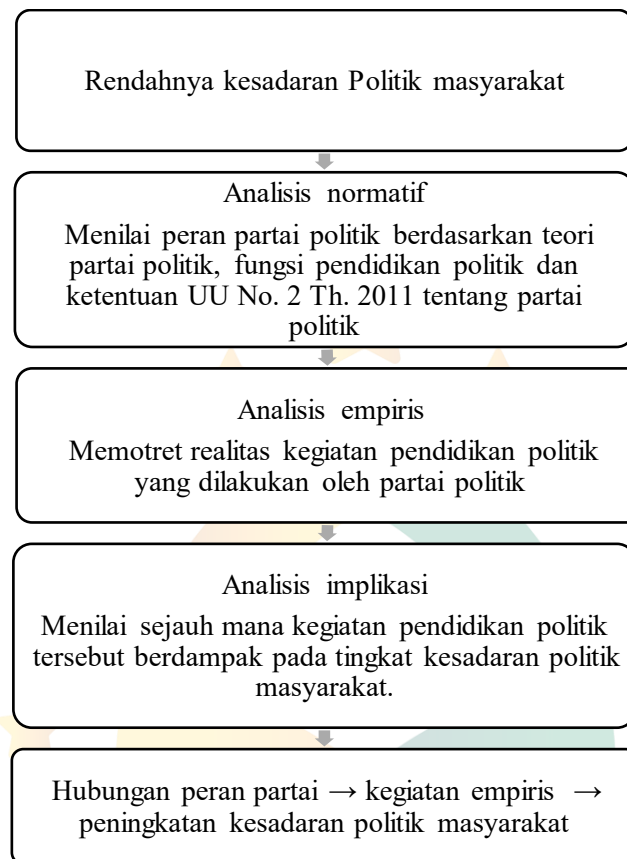 Rendahnya kesadaran Politik masyarakat
Analisis normatif
Menilai peran partai politik berdasarkan teori
partai politik, fungsi pendidikan politik dan
ketentuan UU No. 2 Th. 2011 tentang partai
politik
Analisis empiris
Memotret realitas kegiatan pendidikan politik
yang dilakukan oleh partai politik
Analisis implikasi
Menilai sejauh mana kegiatan pendidikan politik
tersebut berdampak pada tingkat kesadaran politik
masyarakat.
Hubungan peran partai → kegiatan empiris →
peningkatan kesadaran politik masyarakat